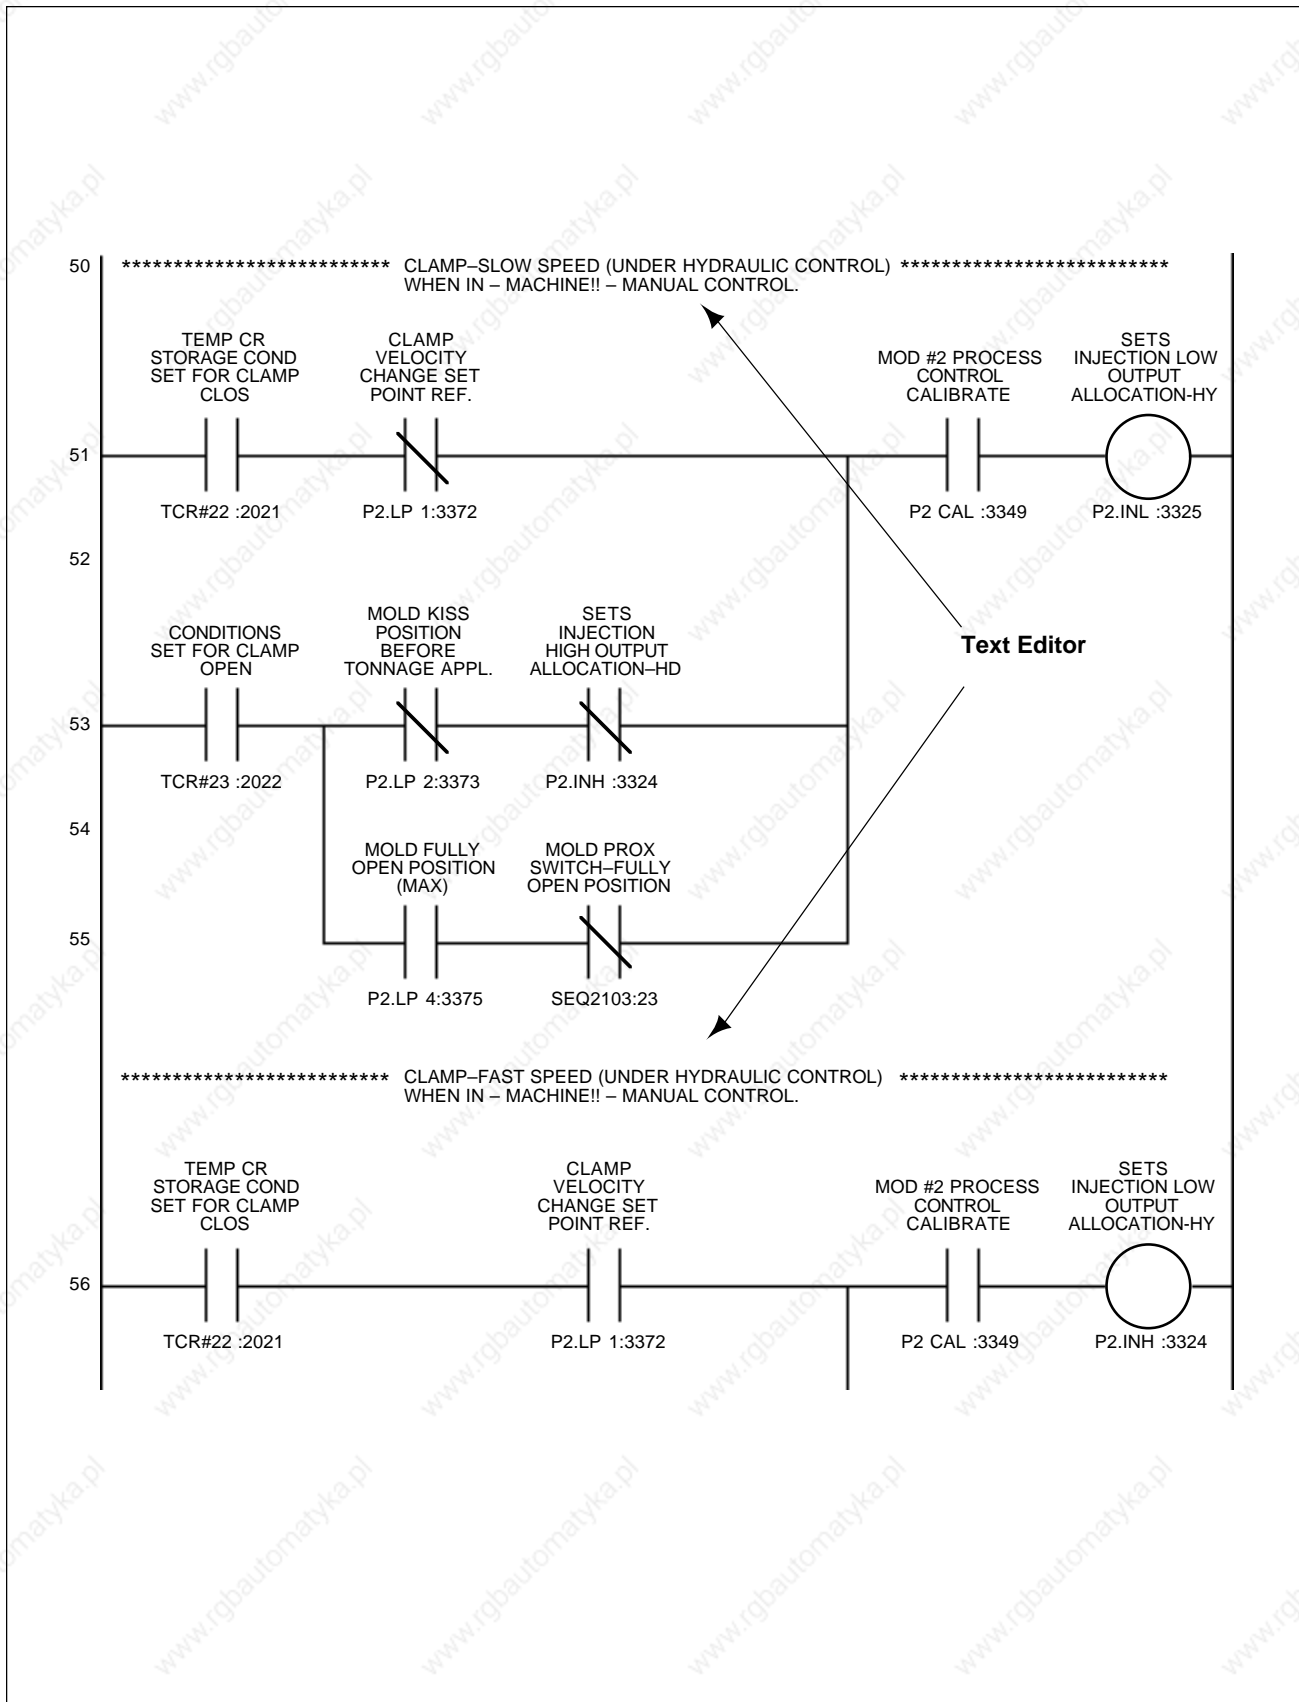 50
************************** CLAMP–SLOW SPEED (UNDER HYDRAULIC CONTROL) **************************
WHEN IN – MACHINE!! – MANUAL CONTROL.
TEMP CR
STORAGE COND
SET FOR CLAMP
CLOS
CLAMP
VELOCITY
CHANGE SET
POINT REF.
MOD #2 PROCESS
CONTROL
CALIBRATE
SETS
INJECTION LOW
OUTPUT
ALLOCATION-HY
51
TCR#22 :2021
P2.LP 1:3372
P2 CAL :3349
P2.INL :3325
52
CONDITIONS
SET FOR CLAMP
OPEN
MOLD KISS
POSITION
BEFORE
TONNAGE APPL.
SETS
INJECTION
HIGH OUTPUT
ALLOCATION–HD
Text Editor
53
TCR#23 :2022
P2.LP 2:3373
P2.INH :3324
54
MOLD FULLY
OPEN POSITION
(MAX)
MOLD PROX
SWITCH–FULLY
OPEN POSITION
55
P2.LP 4:3375
SEQ2103:23
************************** CLAMP–FAST SPEED (UNDER HYDRAULIC CONTROL) **************************
WHEN IN – MACHINE!! – MANUAL CONTROL.
TEMP CR
STORAGE COND
SET FOR CLAMP
CLOS
CLAMP
VELOCITY
CHANGE SET
POINT REF.
MOD #2 PROCESS
CONTROL
CALIBRATE
SETS
INJECTION LOW
OUTPUT
ALLOCATION-HY
56
TCR#22 :2021
P2.LP 1:3372
P2 CAL :3349
P2.INH :3324
www.rgbautomatyka.pl